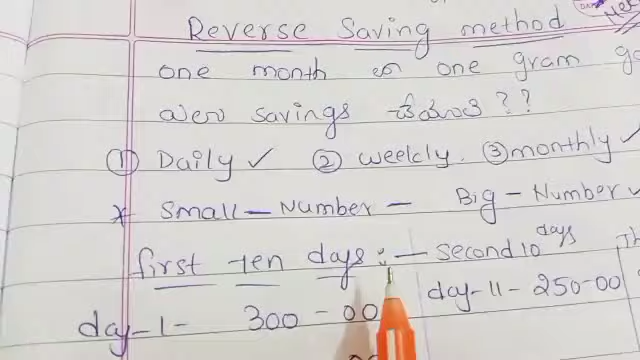 Reverse Saving method
one month లో one gram
ఎలా savings చేయాలి ??
① Daily ✓ ② weekly. ③ monthly ✓
* Small - Number - Big - Number ✓
first ten days :- second 10 days
day-1- 300-00 day-11- 250-00